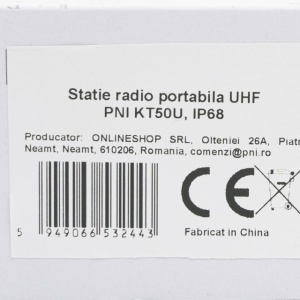 Statie radio portabila UHF
PNI KT50U, IP68
Producator: ONLINESHOP SRL, Olteniei 26A, Piatr
Neamt, Neamt, 610206, Romania, comenzi@pni.ro
CE
5 949066 532443
Fabricat in China